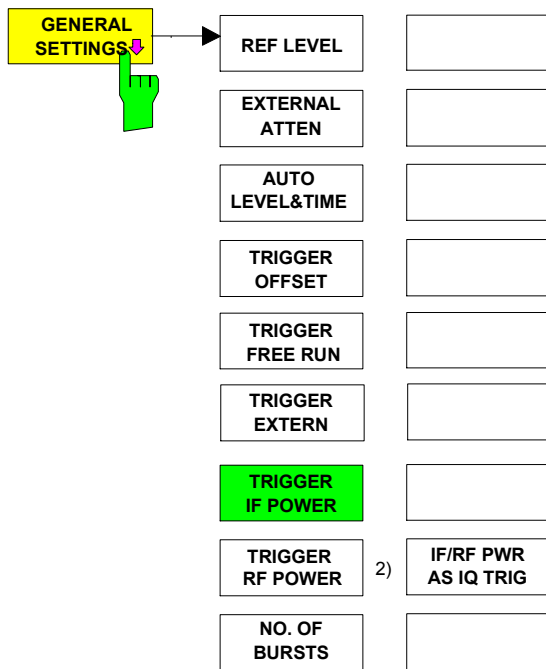 GENERAL
SETTINGS
REF LEVEL
EXTERNAL
ATTEN
AUTO
LEVEL&TIME
TRIGGER
OFFSET
TRIGGER
FREE RUN
TRIGGER
EXTERN
TRIGGER
IF POWER
TRIGGER
RF POWER
2)
IF/RF PWR
AS IQ TRIG
NO. OF
BURSTS